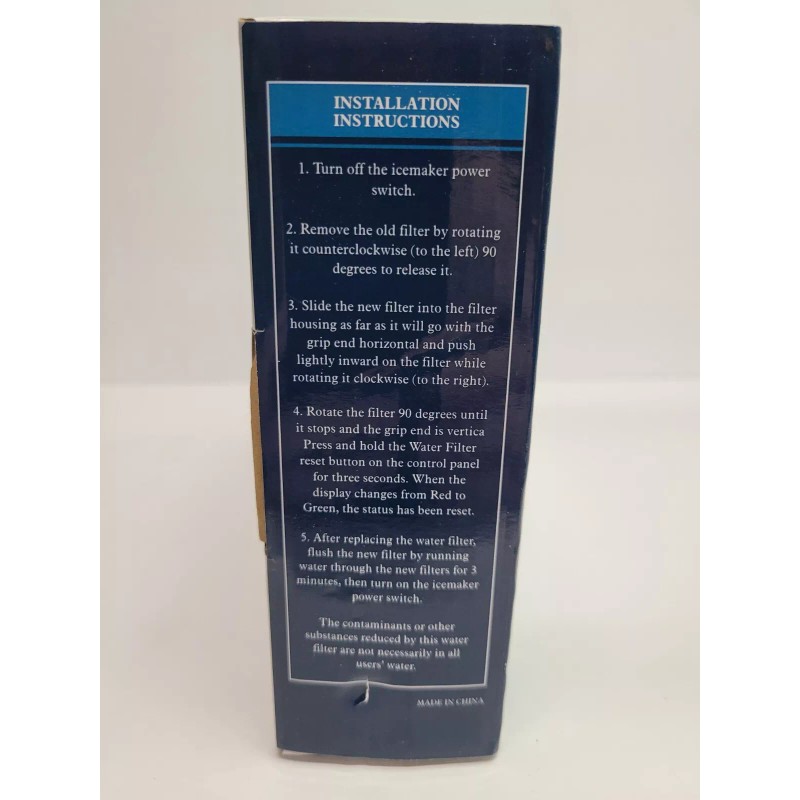 INSTALLATION
INSTRUCTIONS
1. Turn off the icemaker power
switch.
2. Remove the old filter by rotating
it counterclockwise (to the left) 90
degrees to release it.
3. Slide the new filter into the filter
housing as far as it will go with the
grip end horizontal and push
lightly inward on the filter while
rotating it clockwise (to the right).
4. Rotate the filter 90 degrees until
it stops and the grip end is vertica
Press and hold the Water Filter
reset button on the control panel
for three seconds. When the
display changes from Red to
Green, the status has been reset.
5. After replacing the water filter,
flush the new filter by running
water through the new filters for 3
minutes, then turn on the icemaker
power switch.
The contaminants or other
substances reduced by this water
filter are not necessarily in all
users' water.
MADE IN CHINA